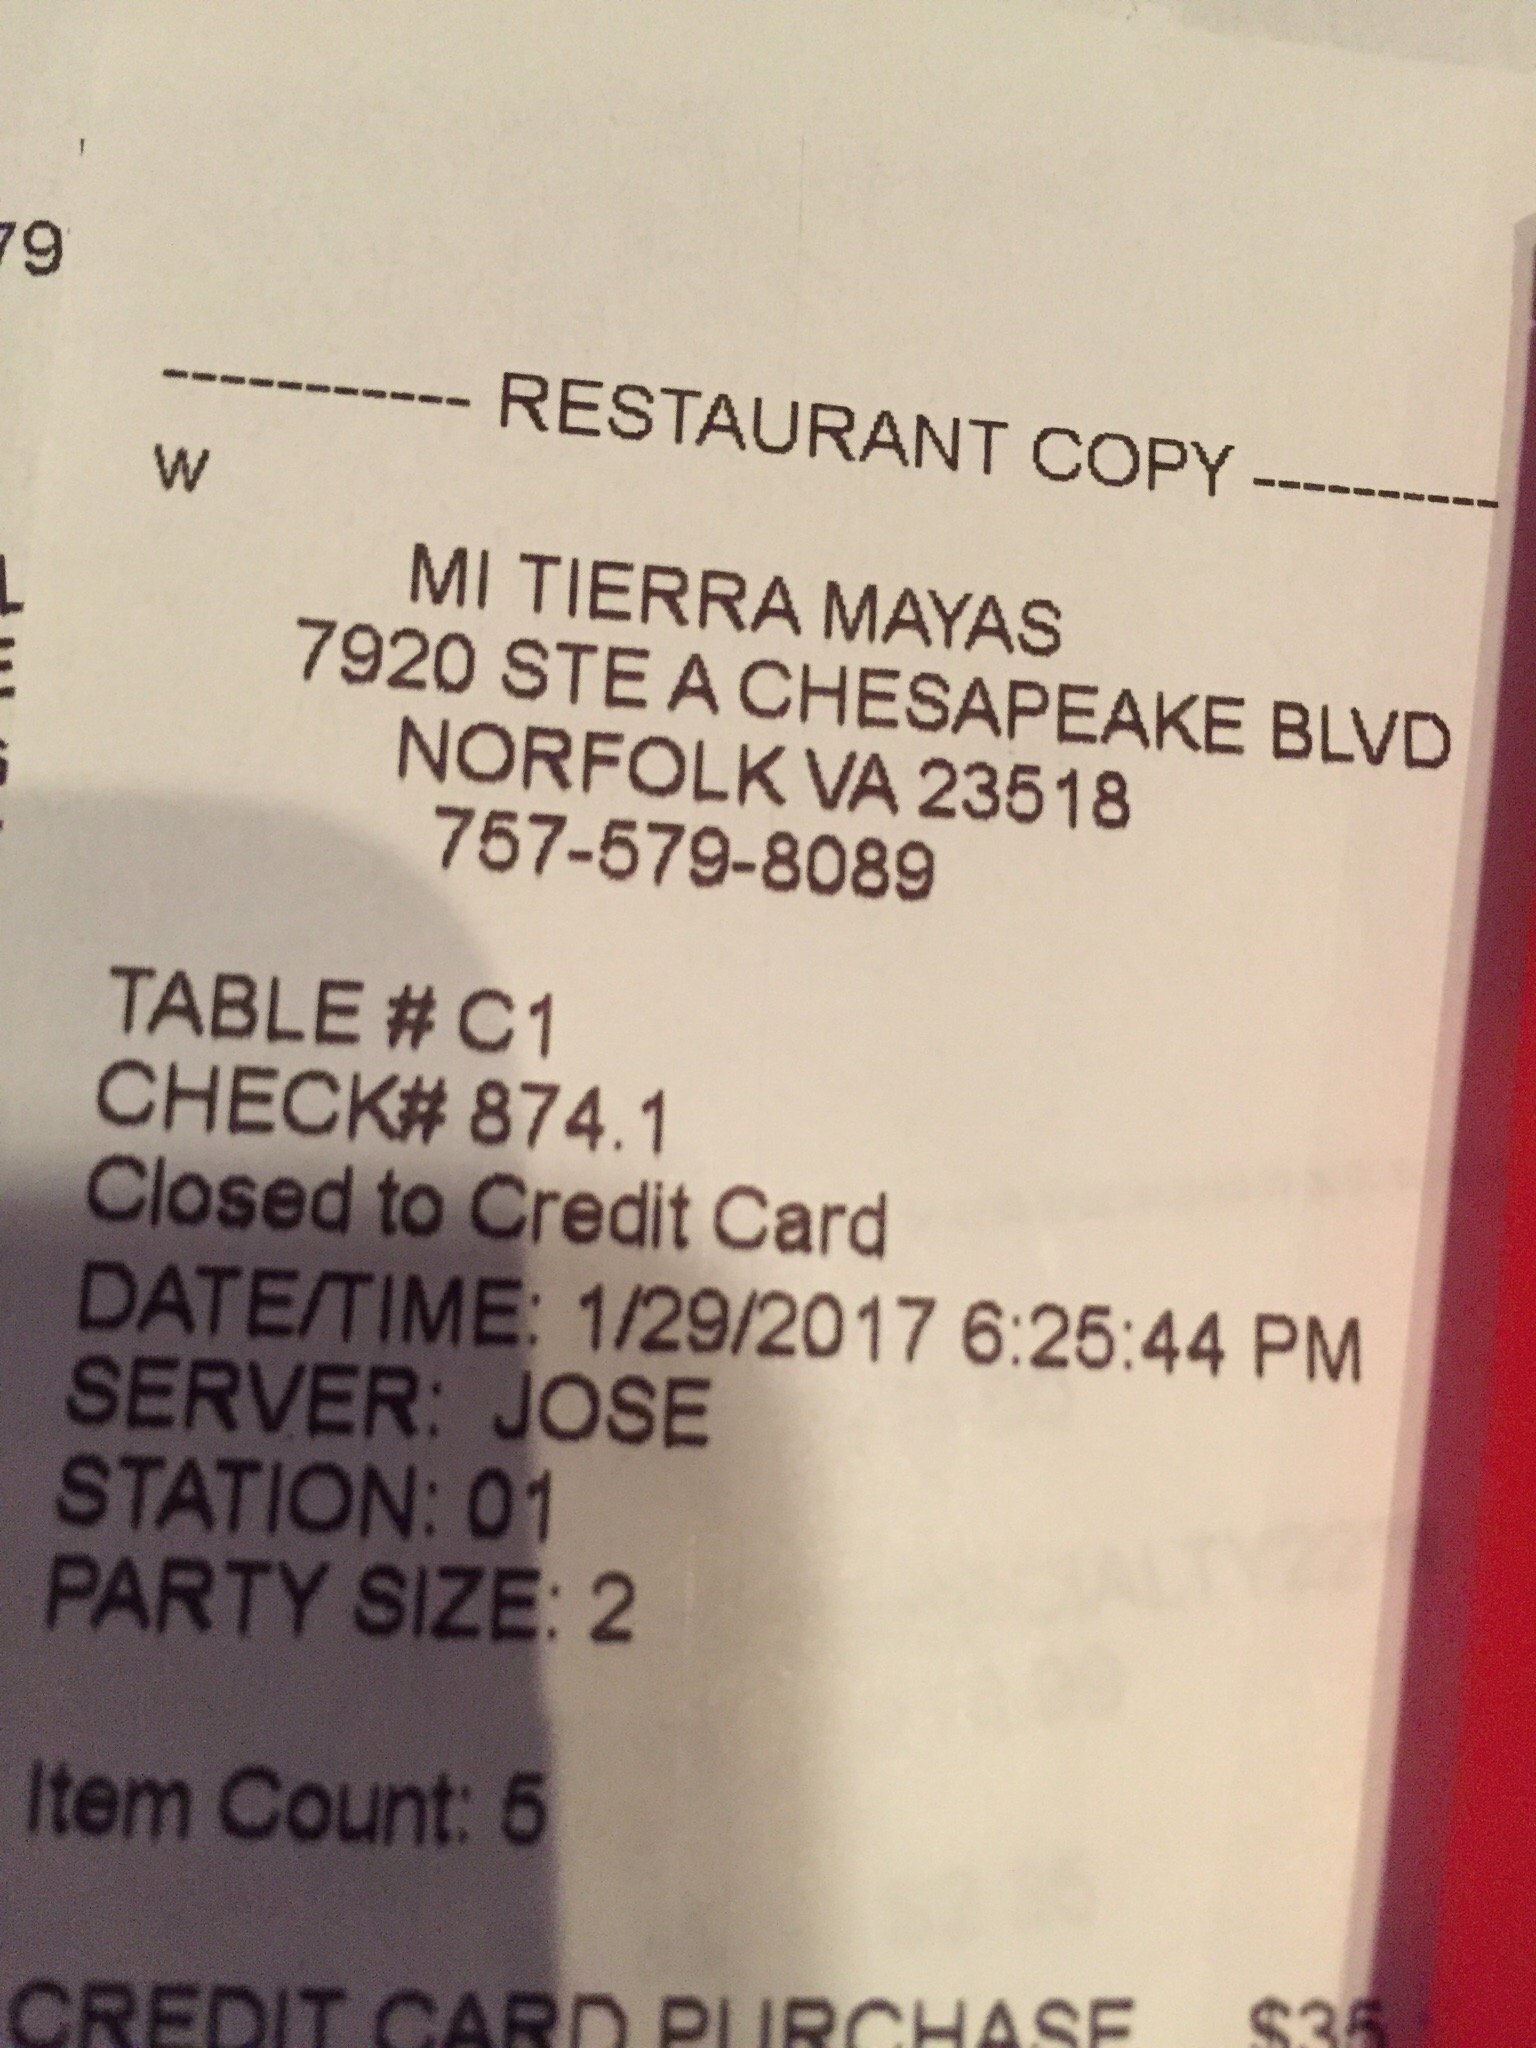 79
----------- RESTAURANT COPY ----------
W
MI TIERRA MAYAS
7920 STE A CHESAPEAKE BLVD
NORFOLK VA 23518
757-579-8089
TABLE # C1
CHECK# 874.1
Closed to Credit Card
DATE/TIME: 1/29/2017 6:25:44 PM
SERVER: JOSE
STATION: 01
PARTY SIZE: 2
Item Count: 5
CREDIT CARD PURCHASE $35